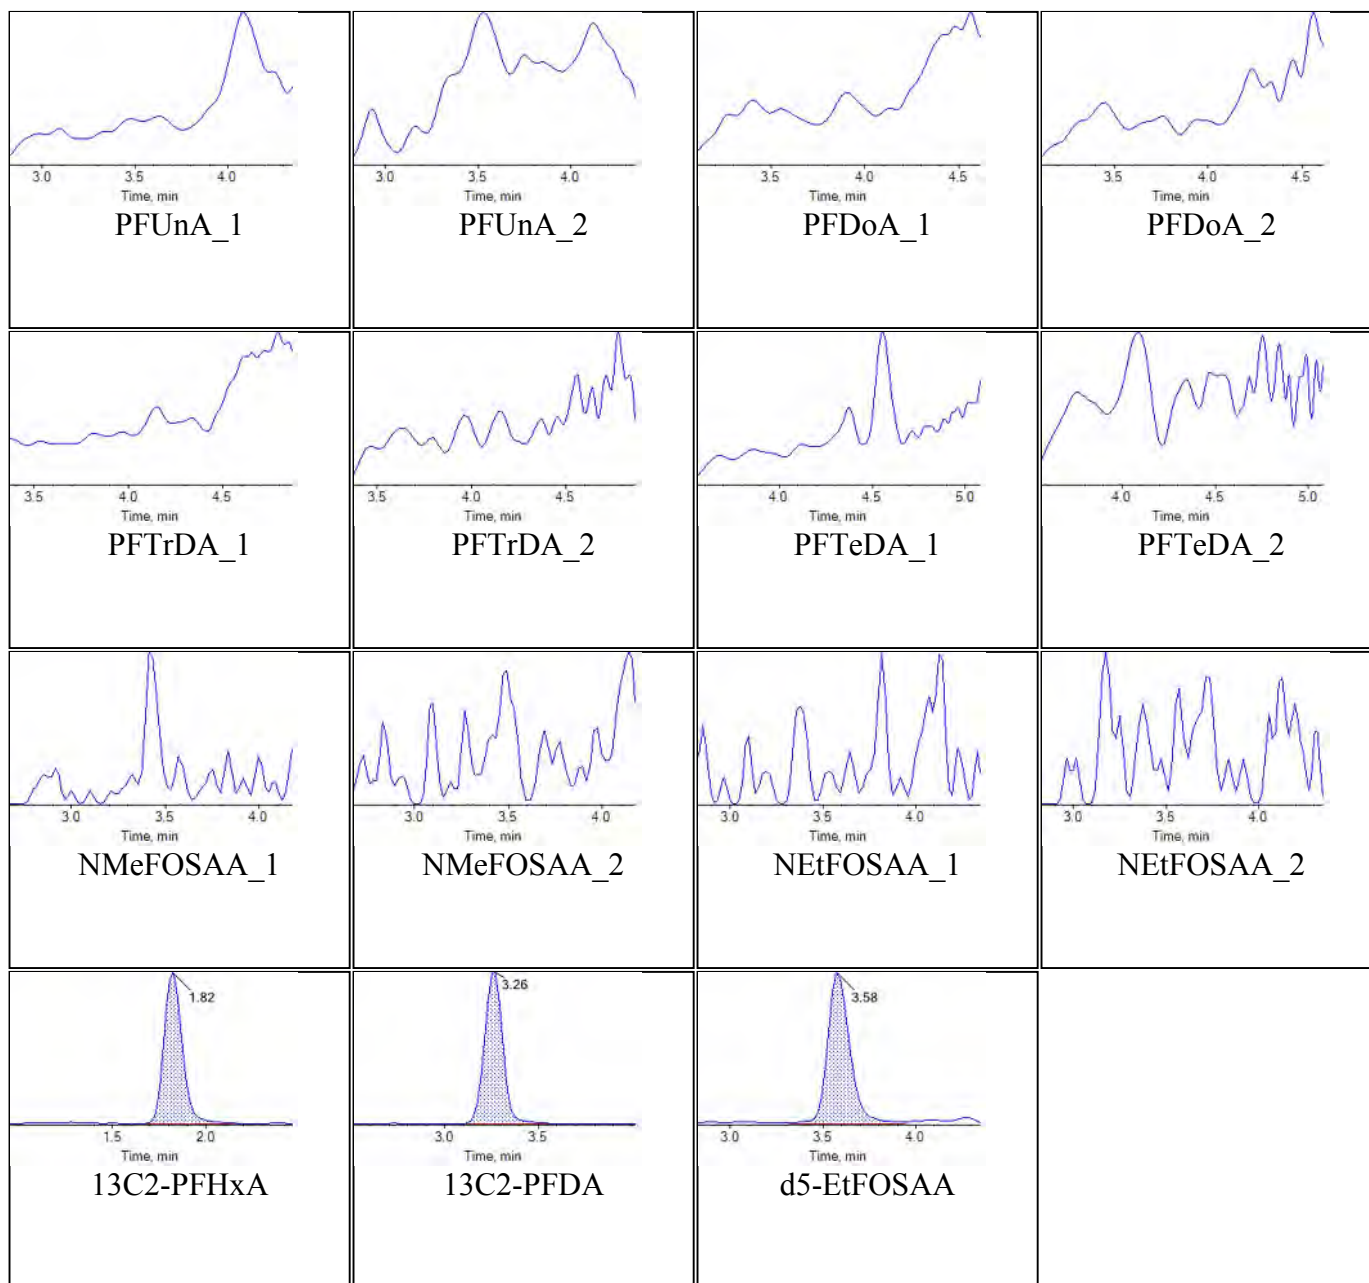 3.0 3.5 4.0
Time, min
PFUnA_1
3.0 3.5 4.0
Time, min
PFUnA_2
3.5 4.0 4.5
Time, min
PFDoA_1
3.5 4.0 4.5
Time, min
PFDoA_2
3.5 4.0 4.5
Time, min
PFTrDA_1
3.5 4.0 4.5
Time, min
PFTrDA_2
4.0 4.5 5.0
Time, min
PFTeDA_1
4.0 4.5 5.0
Time, min
PFTeDA_2
3.0 3.5 4.0
Time, min
NMeFOSAA_1
3.0 3.5 4.0
Time, min
NMeFOSAA_2
3.0 3.5 4.0
Time, min
NEtFOSAA_1
3.0 3.5 4.0
Time, min
NEtFOSAA_2
1.82
1.5 2.0
Time, min
13C2-PFHxA
3.26
3.0 3.5
Time, min
13C2-PFDA
3.58
3.0 3.5 4.0
Time, min
d5-EtFOSAA